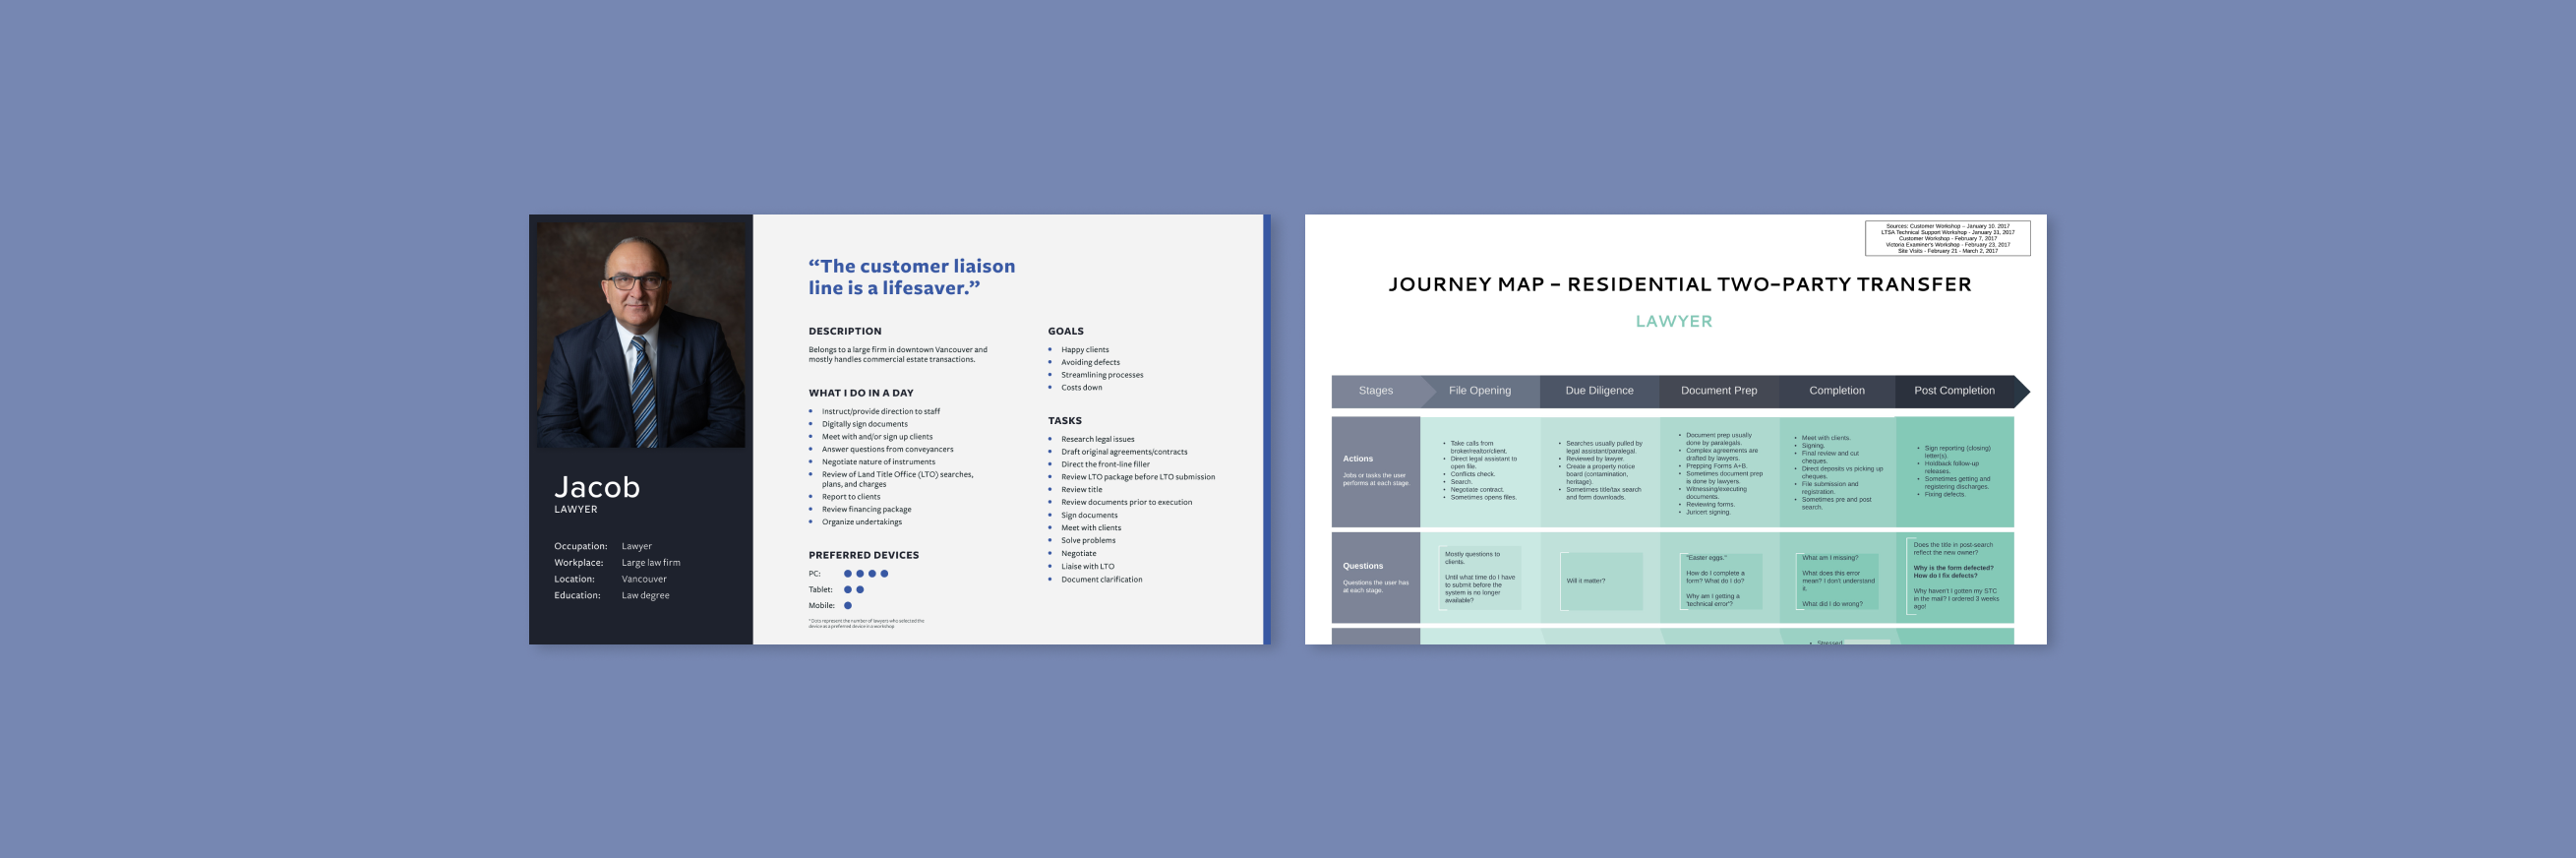 Jacob
LAWYER
Occupation: Lawyer
Workplace: Large law firm
Location: Vancouver
Education: Law degree
“The customer liaison
line is a lifesaver.”
DESCRIPTION
Belongs to a large firm in downtown Vancouver and
mostly handles commercial estate transactions.
WHAT I DO IN A DAY
• Instruct/provide direction to staff
• Digitally sign documents
• Meet with and/or sign up clients
• Answer questions from conveyancers
• Negotiate nature of instruments
• Review of Land Title Office (LTO) searches,
plans, and charges
• Report to clients
• Review financing package
• Organize undertakings
PREFERRED DEVICES
PC:
Tablet:
Mobile:
* Dots represent the number of lawyers who selected the
device as a preferred device in a workshop
GOALS
• Happy clients
• Avoiding defects
• Streamlining processes
• Costs down
TASKS
• Research legal issues
• Draft original agreements/contracts
• Direct the front-line filler
• Review LTO package before LTO submission
• Review title
• Review documents prior to execution
• Sign documents
• Meet with clients
• Solve problems
• Negotiate
• Liaise with LTO
• Document clarification
Sources: Customer Workshop – January 10, 2017
LTSA Technical Support Workshop - January 31, 2017
Customer Workshop - February 7, 2017
Victoria Examiner's Workshop - February 23, 2017
Site Visits - February 21 - March 2, 2017
JOURNEY MAP – RESIDENTIAL TWO-PARTY TRANSFER
LAWYER
Stages
File Opening
Due Diligence
Document Prep
Completion
Post Completion
Actions
Jobs or tasks the user
performs at each stage.
• Take calls from
broker/realtor/client.
• Direct legal assistant to
open file.
• Conflicts check.
• Search.
• Negotiate contract.
• Sometimes opens files.
• Searches usually pulled by
legal assistant/paralegal.
• Reviewed by lawyer.
• Create a property notice
board (contamination,
heritage).
• Sometimes title/tax search
and form downloads.
• Document prep usually
done by paralegals.
• Complex agreements are
drafted by lawyers.
• Prepping Forms A+B.
• Sometimes document prep
is done by lawyers.
• Witnessing/executing
documents.
• Reviewing forms.
• Juricert signing.
• Meet with clients.
• Signing.
• Final review and cut
cheques.
• Direct deposits vs picking up
cheques.
• File submission and
registration.
• Sometimes pre and post
search.
• Sign reporting (closing)
letter(s).
• Holdback follow-up
releases.
• Sometimes getting and
registering discharges.
• Fixing defects.
Questions
Questions the user has
at each stage.
Mostly questions to
clients.
Until what time do I have
to submit before the
system is no longer
available?
Will it matter?
"Easter eggs."
How do I complete a
form? What do I do?
Why am I getting a
'technical error'?
What am I missing?
What does this error
mean? I don't understand
it.
What did I do wrong?
Does the title in post-search
reflect the new owner?
Why is the form defected?
How do I fix defects?
Why haven't I gotten my STC
in the mail? I ordered 3 weeks
ago!
• Stressed